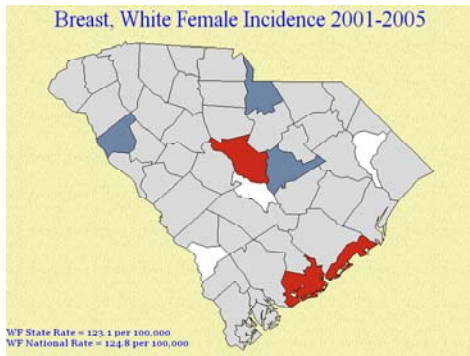 Breast, White Female Incidence 2001-2005
WF State Rate = 123.1 per 100,000
WF National Rate = 124.8 per 100,000